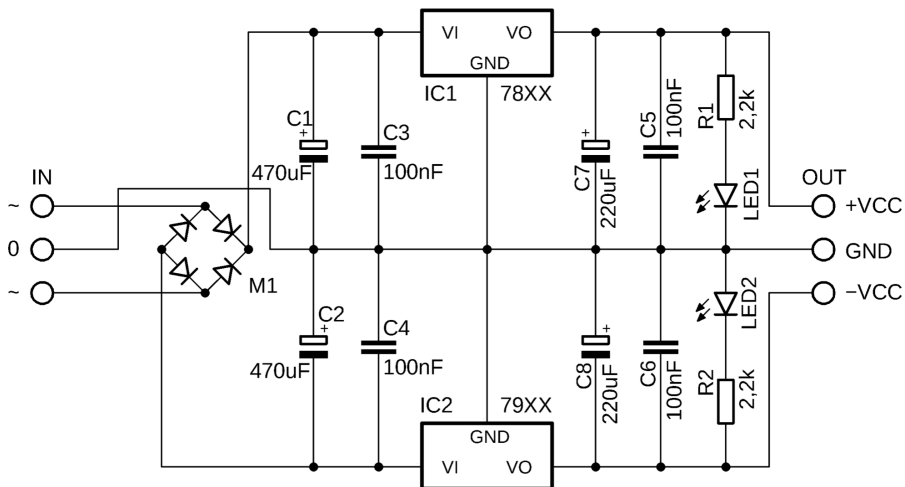 VI
VO
GND
IC1
78XX
C1
+
470uF
C3
100nF
+
C7
220uF
C5
100nF
R1
2,2k
LED1
IN
~
0
~
M1
OUT
+VCC
GND
−VCC
C2
+
470uF
C4
100nF
+
C8
220uF
C6
100nF
LED2
R2
2,2k
IC2
79XX
GND
VI
VO